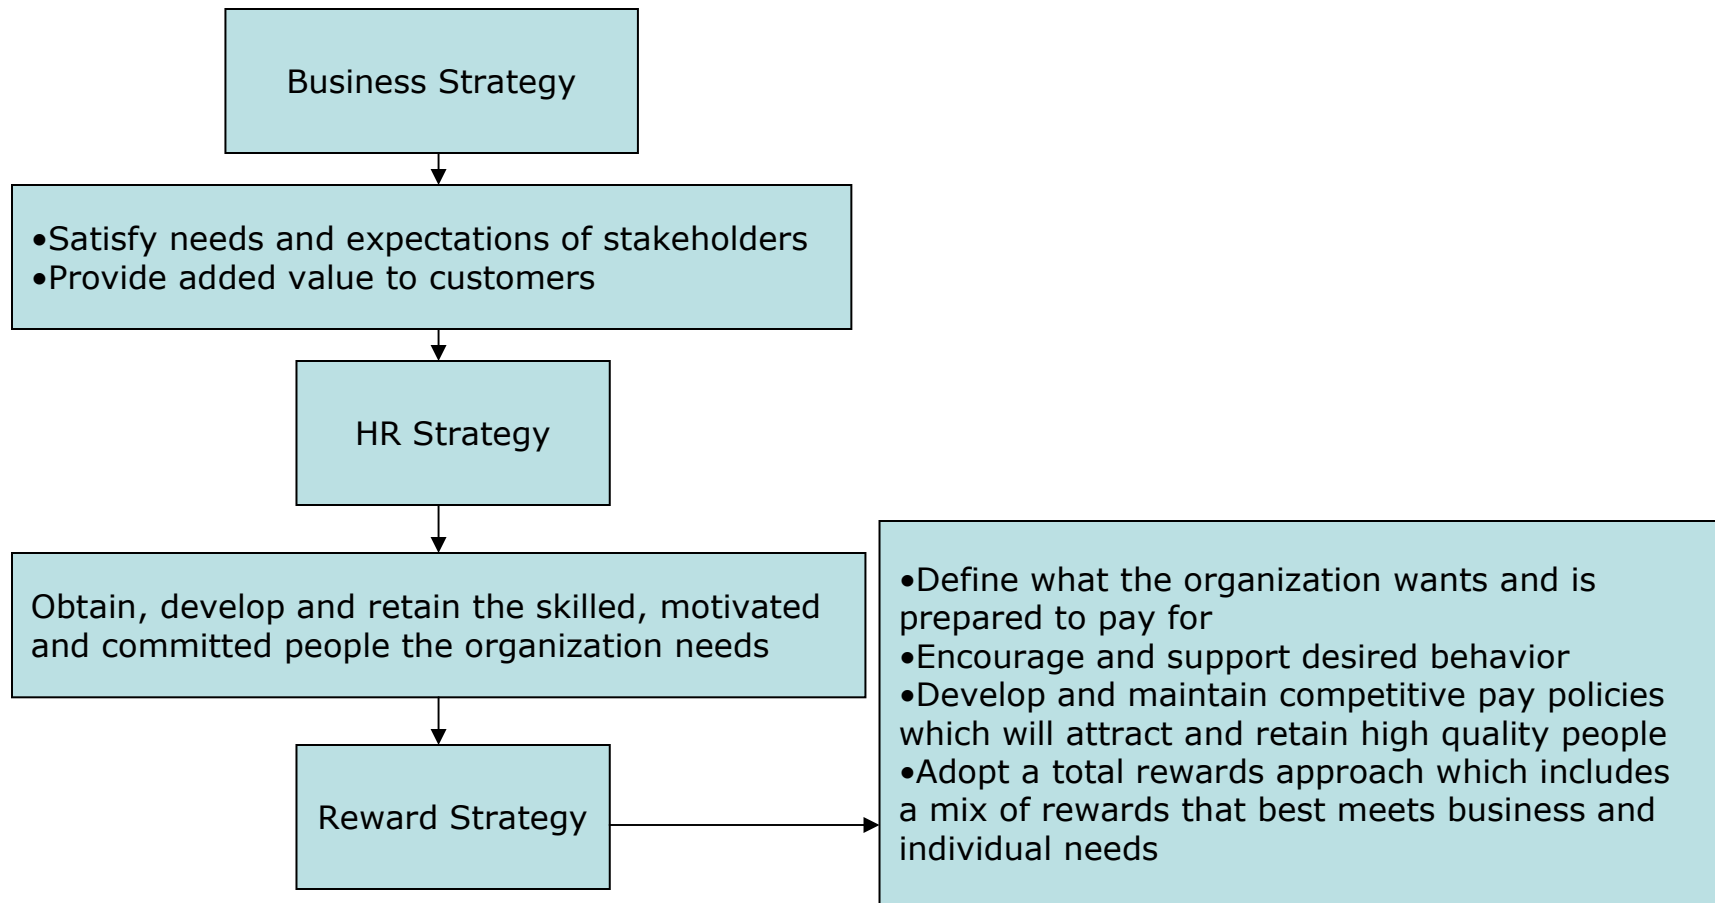 Business Strategy
•Satisfy needs and expectations of stakeholders
•Provide added value to customers
HR Strategy
Obtain, develop and retain the skilled, motivated
and committed people the organization needs
Reward Strategy
•Define what the organization wants and is
prepared to pay for
•Encourage and support desired behavior
•Develop and maintain competitive pay policies
which will attract and retain high quality people
•Adopt a total rewards approach which includes
a mix of rewards that best meets business and
individual needs